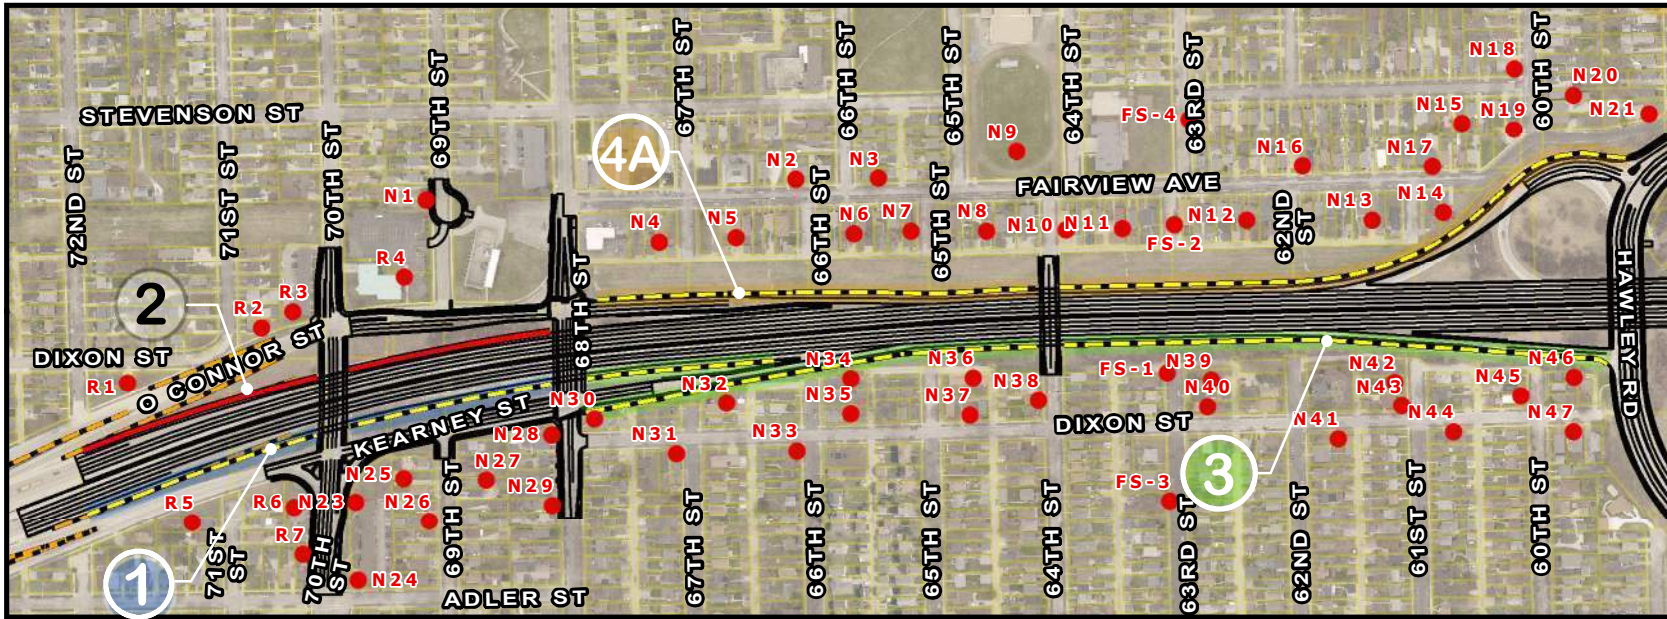 67TH ST
66TH ST
65TH ST
64TH ST
63RD ST
60TH ST
N18
N20
N21
N15
N19
FS-4
69TH ST
STEVENSON ST
70TH ST
72ND ST
71ST ST
4A
N9
N2
N3
N16
N17
66TH ST
65TH ST
FAIRVIEW AVE
N1
N4
N5
N6
N7
N8
N10
N11
FS-2
N12
62ND
ST
N13
N14
R4
68TH ST
HAWLEY RD
2
R2
R3
DIXON ST
R1
O CONNOR ST
N34
N36
FS-1
N39
N42
N46
N30
N32
N35
N37
N38
N40
N43
N45
KEARNEY ST
N28
N31
N33
DIXON ST
N41
N44
N47
1
3
N25
N27
R5
R6
N23
N26
N29
FS-3
R7
N24
71ST
ST
70TH
ST
69TH ST
67TH ST
66TH ST
65TH ST
64TH ST
63RD ST
62ND ST
61ST ST
60TH ST
ADLER ST